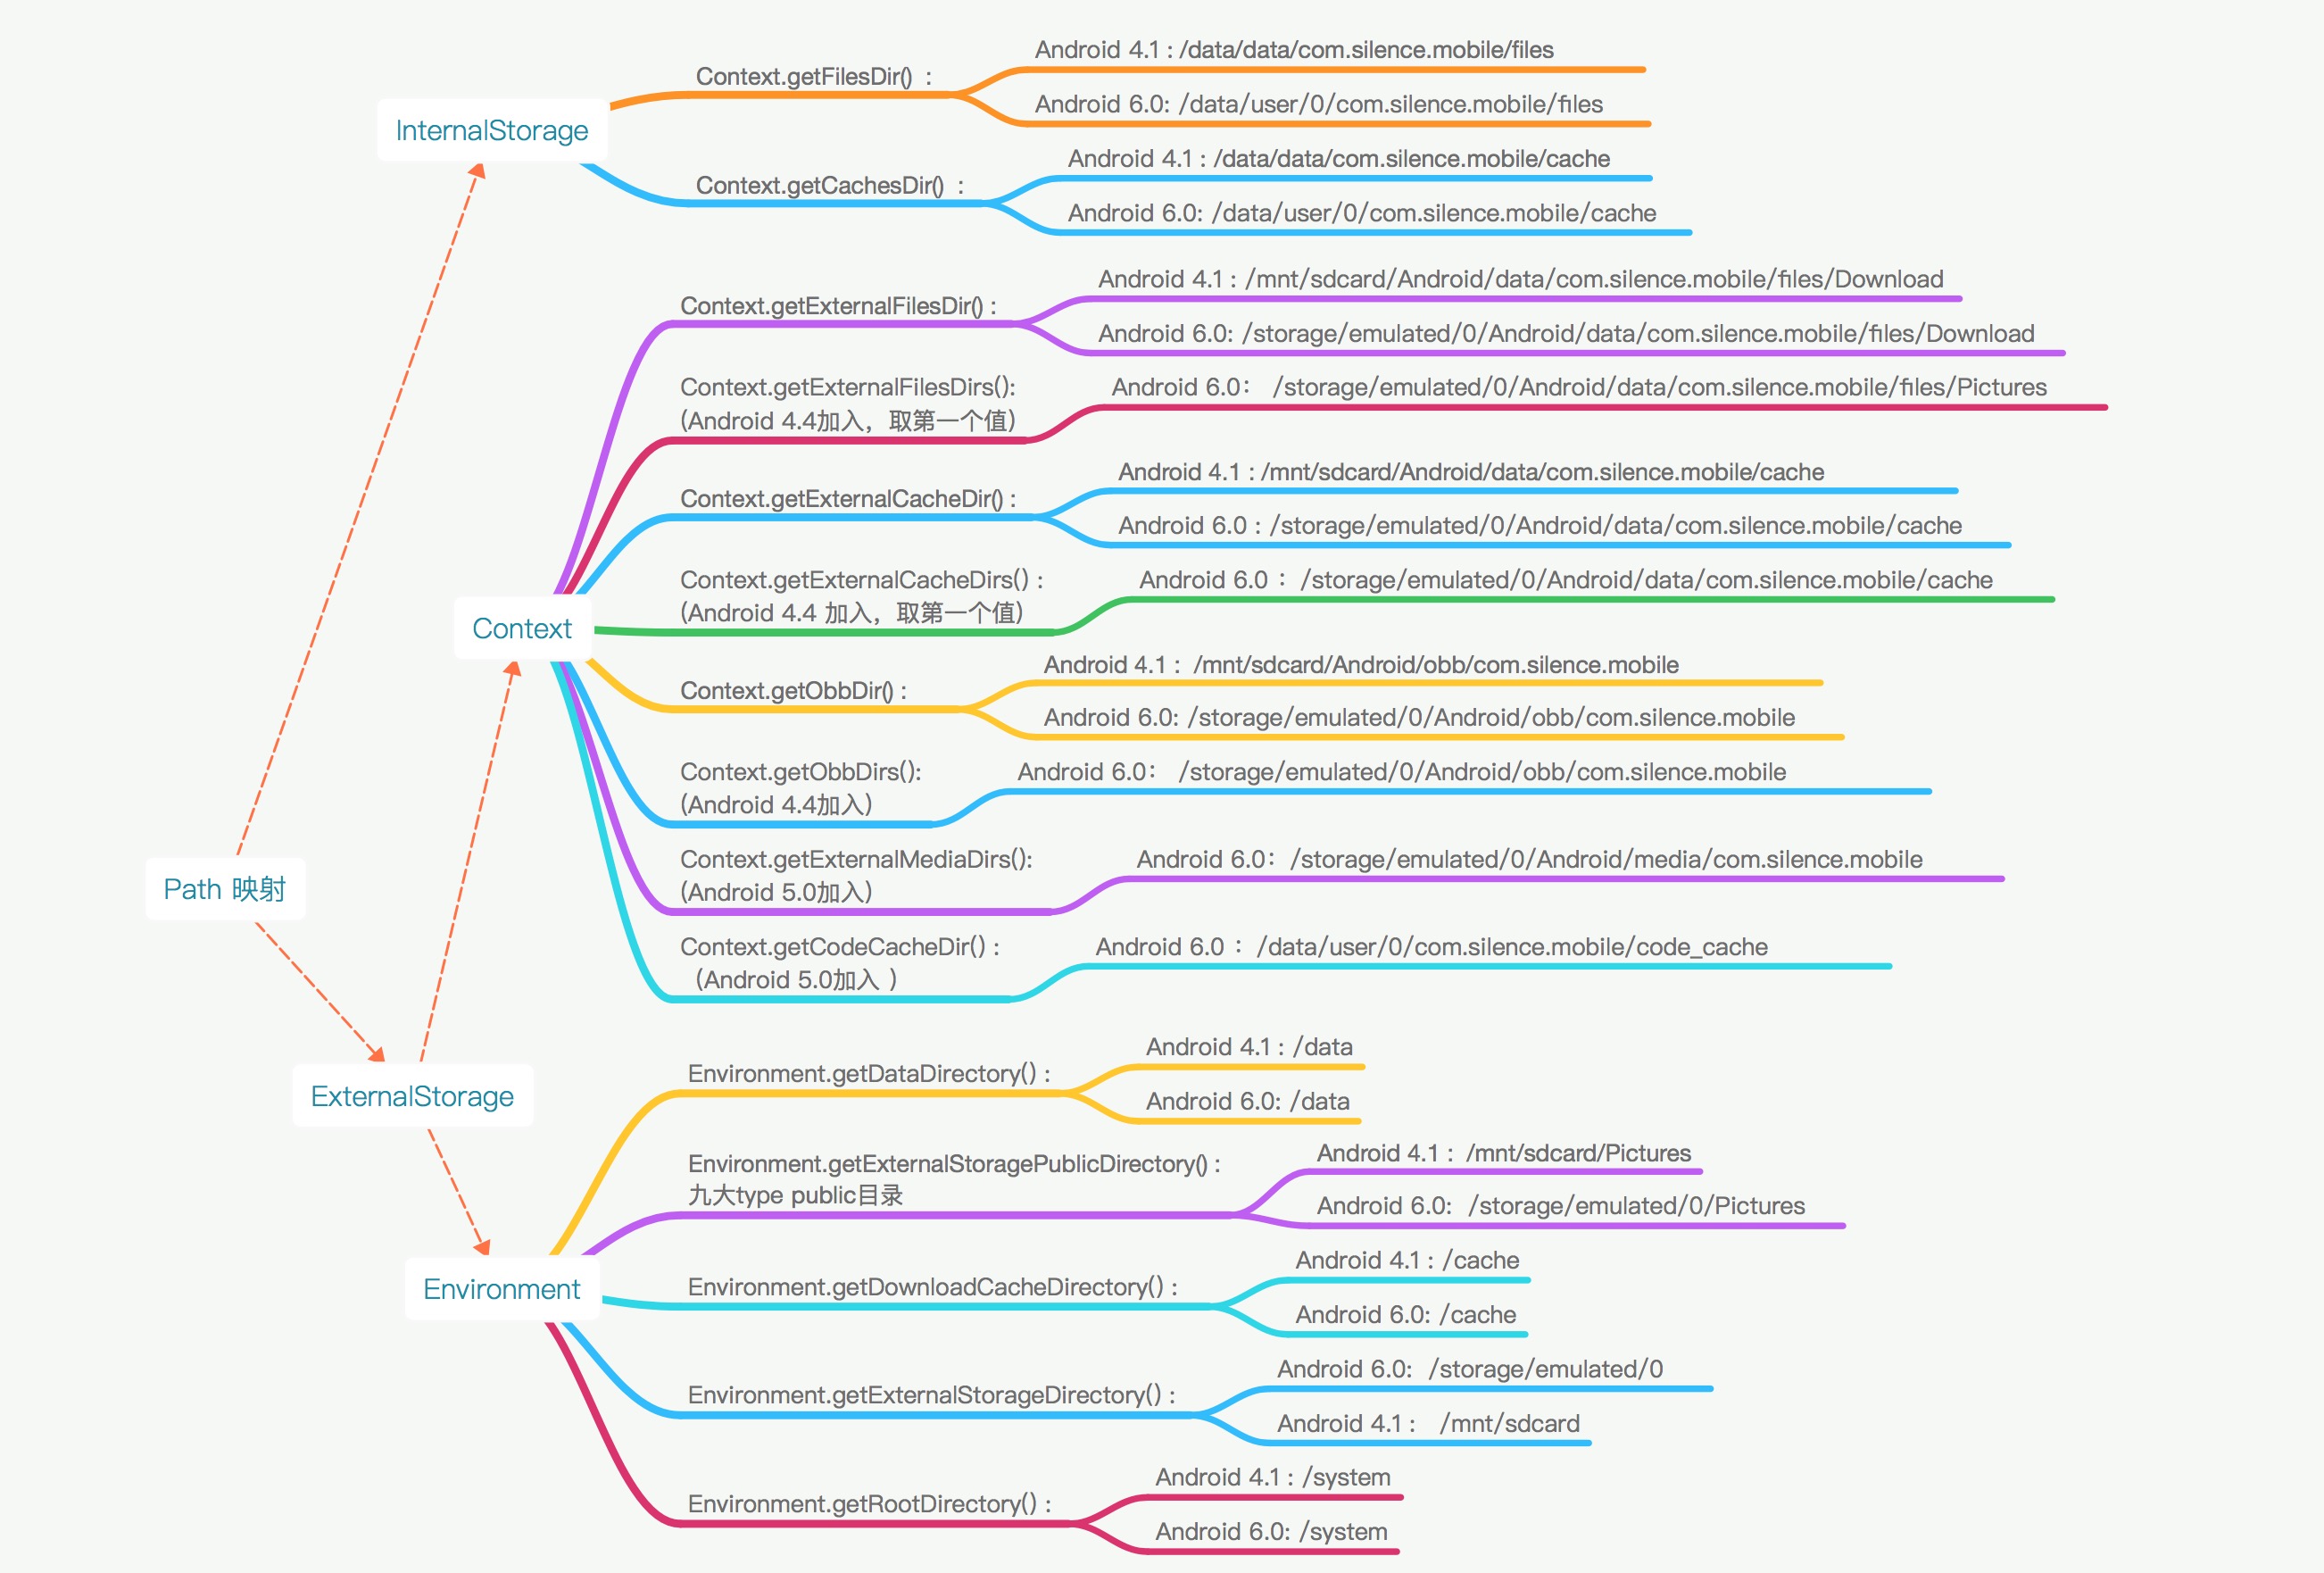 Path 映射
InternalStorage
Context.getFilesDir() :
Android 4.1 : /data/data/com.silence.mobile/files
Android 6.0: /data/user/0/com.silence.mobile/files
Context.getCachesDir() :
Android 4.1 : /data/data/com.silence.mobile/cache
Android 6.0: /data/user/0/com.silence.mobile/cache
ExternalStorage
Context
Context.getExternalFilesDir() :
Android 4.1 : /mnt/sdcard/Android/data/com.silence.mobile/files/Download
Android 6.0: /storage/emulated/0/Android/data/com.silence.mobile/files/Download
Context.getExternalFilesDirs():
(Android 4.4加入，取第一个值)
Android 6.0： /storage/emulated/0/Android/data/com.silence.mobile/files/Pictures
Context.getExternalCacheDir() :
Android 4.1 : /mnt/sdcard/Android/data/com.silence.mobile/cache
Android 6.0 : /storage/emulated/0/Android/data/com.silence.mobile/cache
Context.getExternalCacheDirs() :
(Android 4.4 加入，取第一个值)
Android 6.0 ： /storage/emulated/0/Android/data/com.silence.mobile/cache
Context.getObbDir() :
Android 4.1 : /mnt/sdcard/Android/obb/com.silence.mobile
Android 6.0: /storage/emulated/0/Android/obb/com.silence.mobile
Context.getObbDirs():
(Android 4.4加入)
Android 6.0： /storage/emulated/0/Android/obb/com.silence.mobile
Context.getExternalMediaDirs():
(Android 5.0加入)
Android 6.0：/storage/emulated/0/Android/media/com.silence.mobile
Context.getCodeCacheDir() :
（Android 5.0加入 ）
Android 6.0 ：/data/user/0/com.silence.mobile/code_cache
Environment
Environment.getDataDirectory() :
Android 4.1 : /data
Android 6.0: /data
Environment.getExternalStoragePublicDirectory() :
九大type public目录
Android 4.1 : /mnt/sdcard/Pictures
Android 6.0: /storage/emulated/0/Pictures
Environment.getDownloadCacheDirectory() :
Android 4.1 : /cache
Android 6.0: /cache
Environment.getExternalStorageDirectory() :
Android 6.0: /storage/emulated/0
Android 4.1 : /mnt/sdcard
Environment.getRootDirectory() :
Android 4.1 : /system
Android 6.0: /system